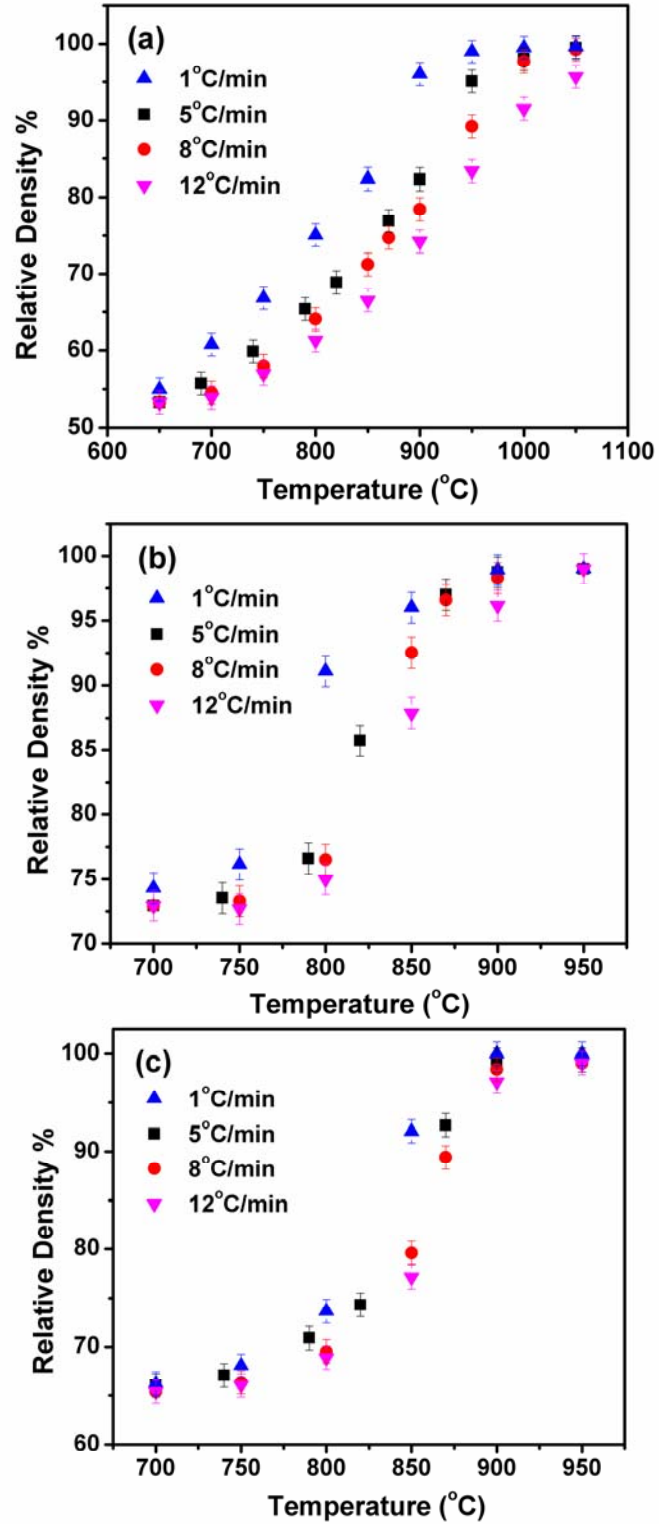 (a)
1°C/min
5°C/min
8°C/min
12°C/min
100
90
80
70
60
50
600 700 800 900 1000 1100
Relative Density %
Temperature (°C)
(b)
1°C/min
5°C/min
8°C/min
12°C/min
100
95
90
85
80
75
70
700 750 800 850 900 950
Relative Density %
Temperature (°C)
(c)
1°C/min
5°C/min
8°C/min
12°C/min
100
90
80
70
60
700 750 800 850 900 950
Relative Density %
Temperature (°C)